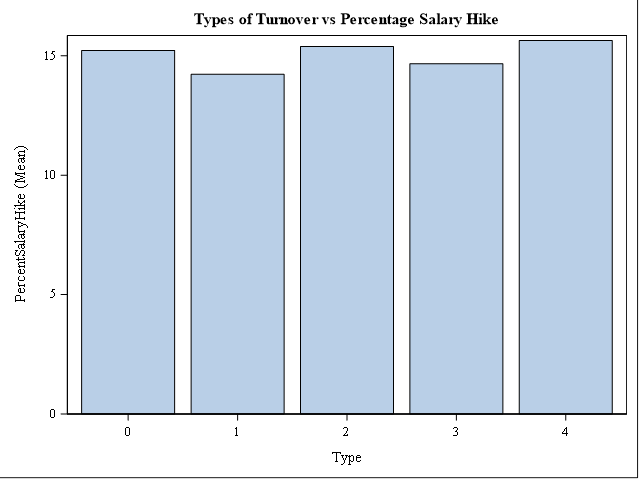 Types of Turnover vs Percentage Salary Hike
PercentSalaryHike (Mean)
15
10
5
0
0 1 2 3 4
Type